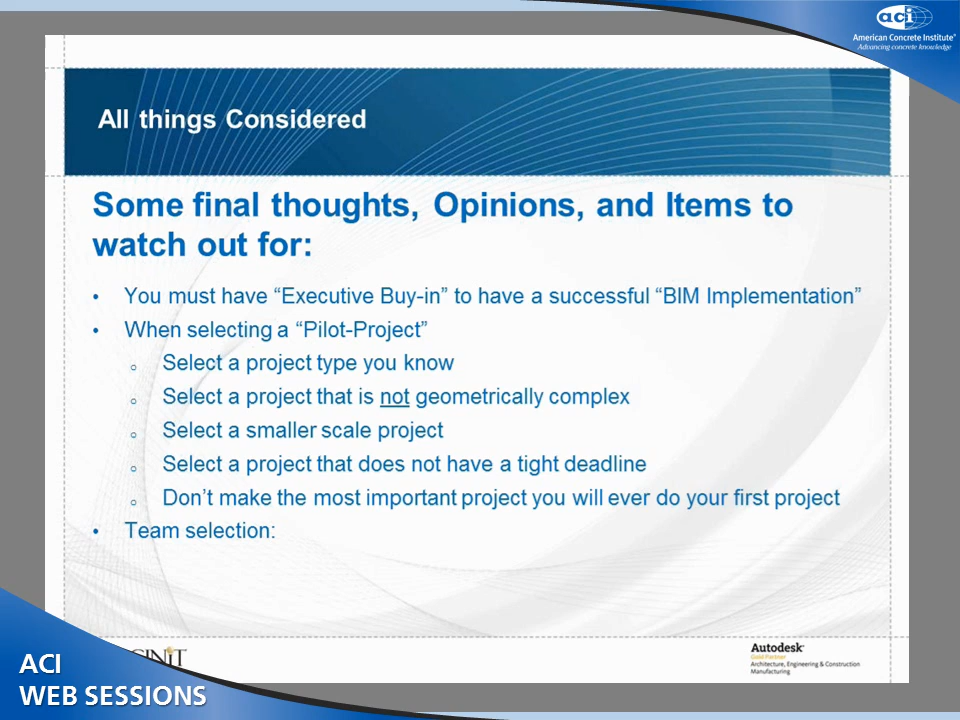 aci
American Concrete Institute®
Advancing concrete knowledge
All things Considered
Some final thoughts, Opinions, and Items to
watch out for:
• You must have “Executive Buy-in” to have a successful “BIM Implementation”
• When selecting a “Pilot-Project”
o Select a project type you know
o Select a project that is not geometrically complex
o Select a smaller scale project
o Select a project that does not have a tight deadline
o Don’t make the most important project you will ever do your first project
• Team selection:
Autodesk
Gold Partner
Architecture, Engineering & Construction
Manufacturing
ACI
WEB SESSIONS